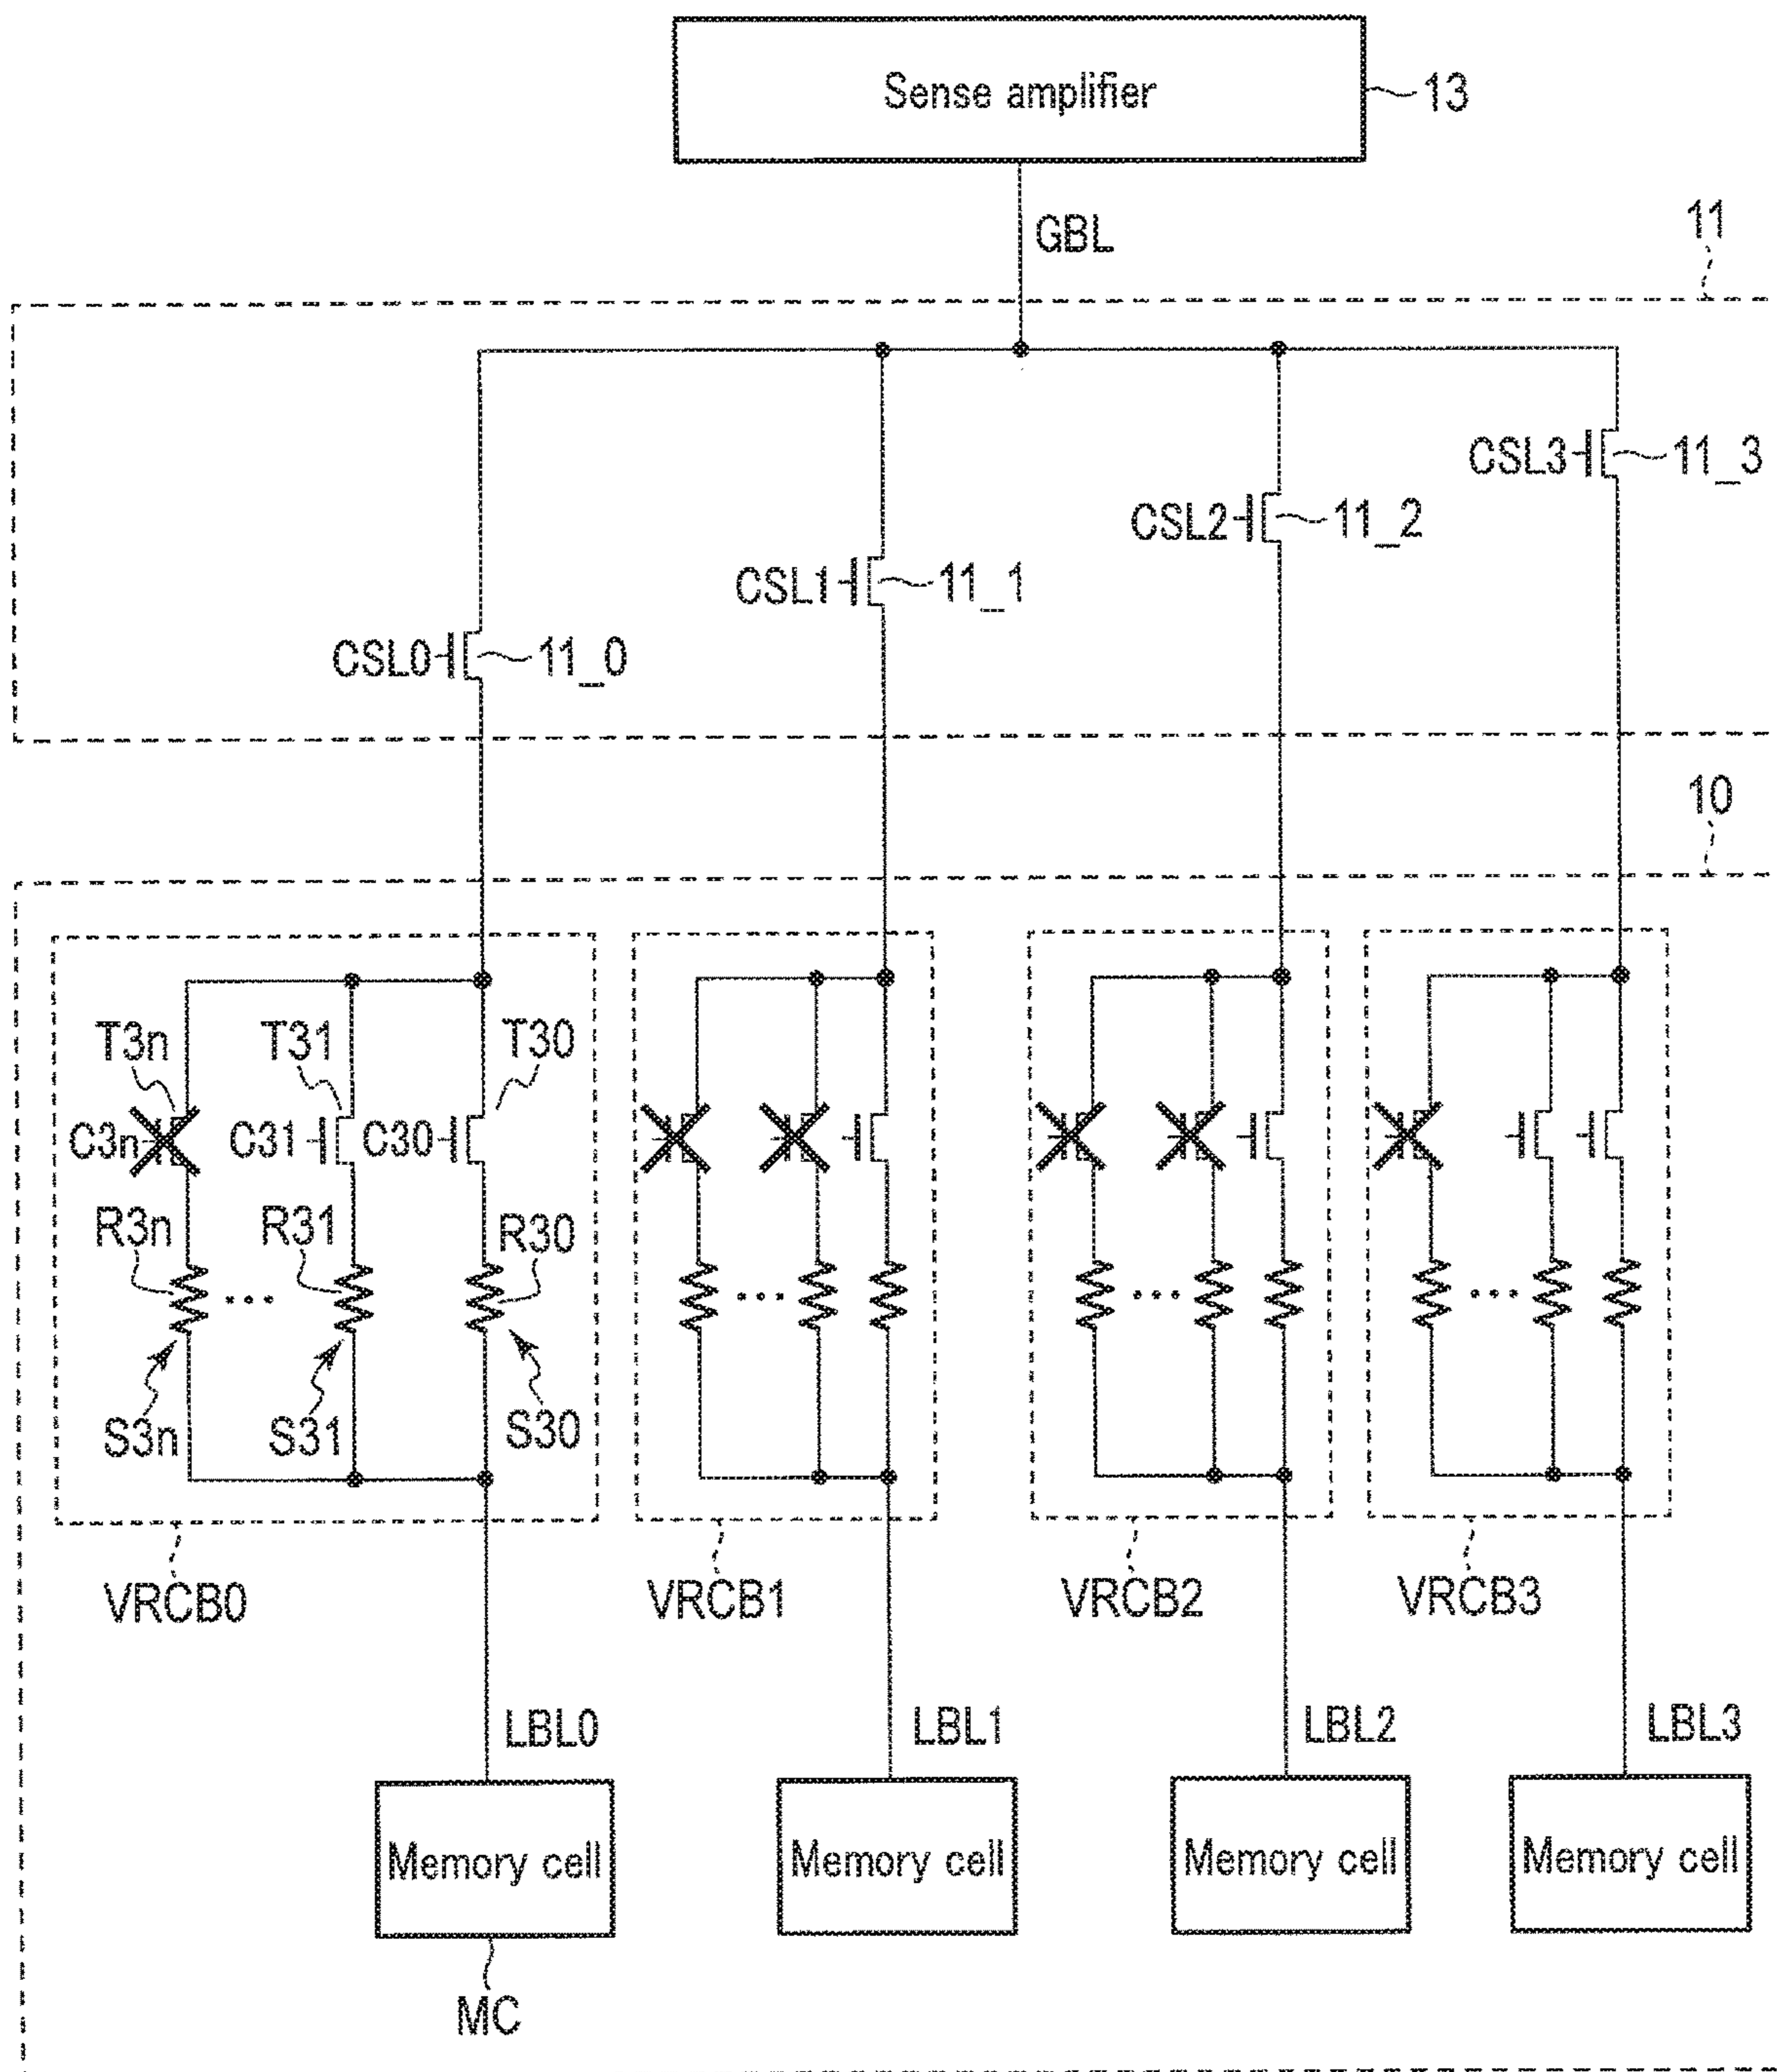 Sense amplifier
13
GBL
11
CSL3
11_3
CSL2
11_2
CSL1
11_1
CSL0
11_0
10
T3n
T31
T30
C3n
C31
C30
R3n
R31
R30
...
...
...
...
S3n
S31
S30
VRCB0
VRCB1
VRCB2
VRCB3
LBL0
LBL1
LBL2
LBL3
Memory cell
Memory cell
Memory cell
Memory cell
MC